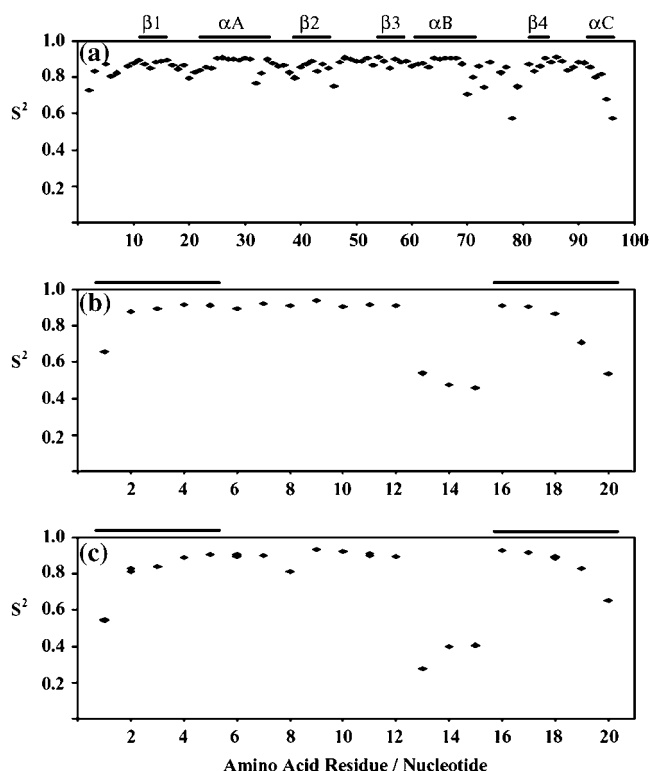 β1 αA β2 β3 αB β4 αC
(a)
1.0
0.8
0.6
0.4
0.2
S²
10 20 30 40 50 60 70 80 90 100
(b)
1.0
0.8
0.6
0.4
0.2
S²
2 4 6 8 10 12 14 16 18 20
(c)
1.0
0.8
0.6
0.4
0.2
S²
2 4 6 8 10 12 14 16 18 20
Amino Acid Residue / Nucleotide